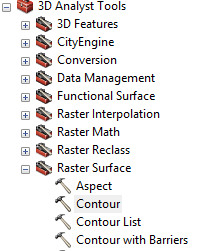 3D Analyst Tools
3D Features
CityEngine
Conversion
Data Management
Functional Surface
Raster Interpolation
Raster Math
Raster Reclass
Raster Surface
Aspect
Contour
Contour List
Contour with Barriers